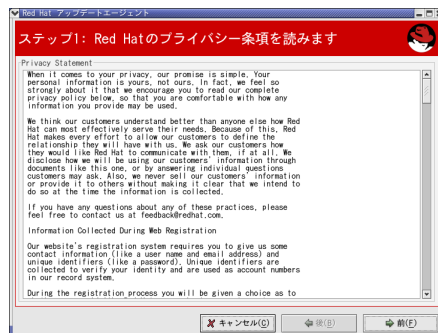 Red Hat アップデートエージェント
ステップ1: Red Hatのプライバシー条項を読みます
Privacy Statement
When it comes to your privacy, our promise is simple. Your
personal information is yours, not ours. In fact, we feel so
strongly about it that we encourage you to read our complete
privacy policy below, so that you are comfortable with how any
information you provide may be used.
We think our customers understand better than anyone else how Red
Hat can most effectively serve their needs. Because of this, Red
Hat makes every effort to allow our customers to define the
relationship they will have with us. We ask our customers how
they would like Red Hat to communicate with them, if at all. We
disclose how we will be using our customers' information through
documents like this one, or by answering individual questions
customers may ask. Also, we never sell our customers' information
or provide it to others without making it clear that we intend to
do so at the time the information is collected.
If you have questions about any of these practices, please
feel free to contact us at feedback@redhat.com.
Information Collected During Web Registration
Our website's registration system requires you to give us some
contact information (like a user name and email address) and
unique identifiers (like a password). Unique identifiers are
collected to verify your identity and are used as account numbers
in our record system.
During the registration process you will be given a choice as to
キャンセル(C)
後(B)
前(F)